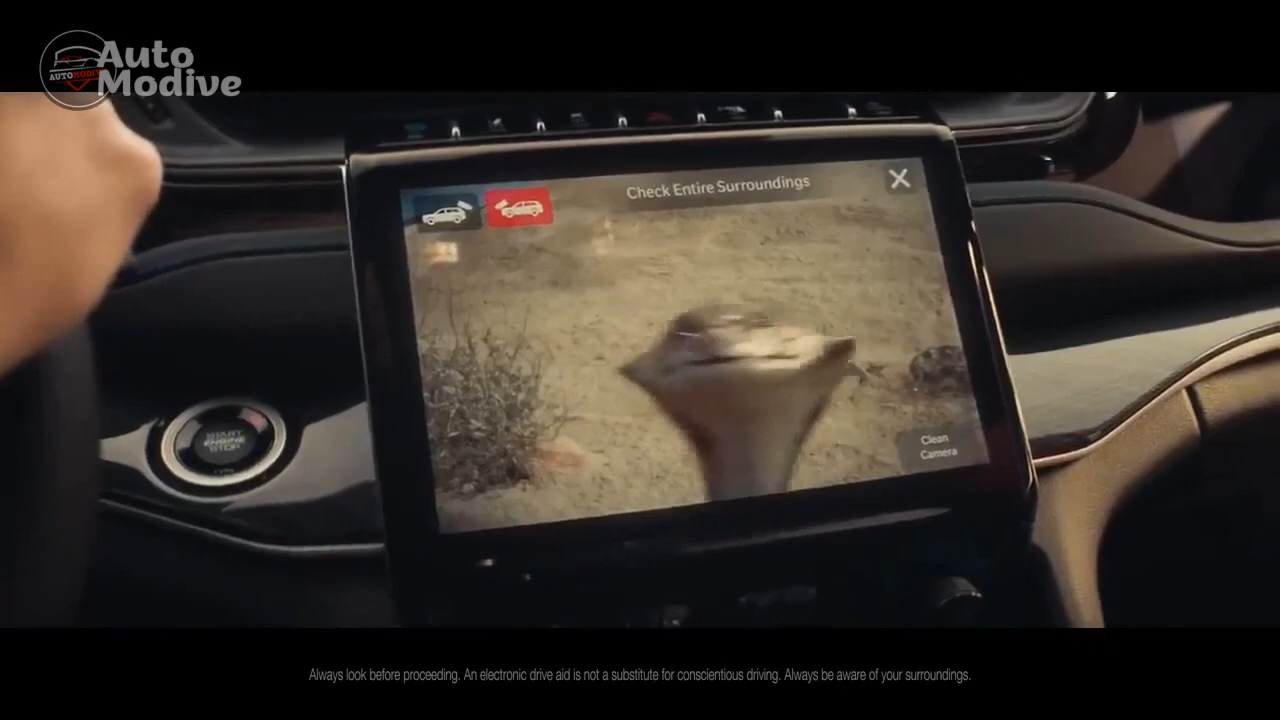 Auto
Modive
AUTOMODIVE
Check Entire Surroundings
START
ENGINE
STOP
Clean
Camera
Always look before proceeding. An electronic drive aid is not a substitute for conscientious driving. Always be aware of your surroundings.